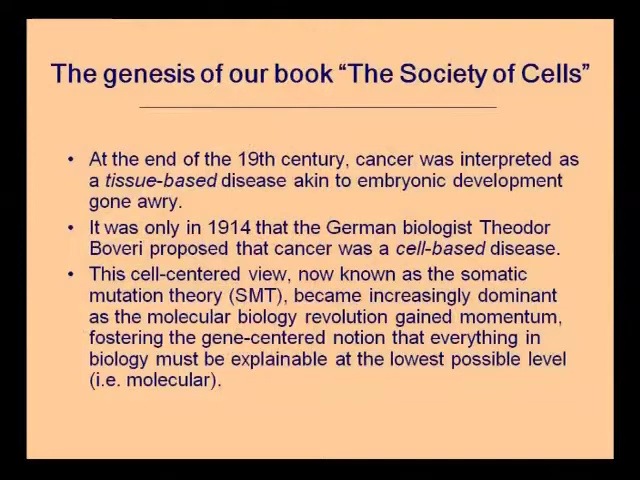 The genesis of our book “The Society of Cells”
• At the end of the 19th century, cancer was interpreted as
a tissue-based disease akin to embryonic development
gone awry.
• It was only in 1914 that the German biologist Theodor
Boveri proposed that cancer was a cell-based disease.
• This cell-centered view, now known as the somatic
mutation theory (SMT), became increasingly dominant
as the molecular biology revolution gained momentum,
fostering the gene-centered notion that everything in
biology must be explainable at the lowest possible level
(i.e. molecular).